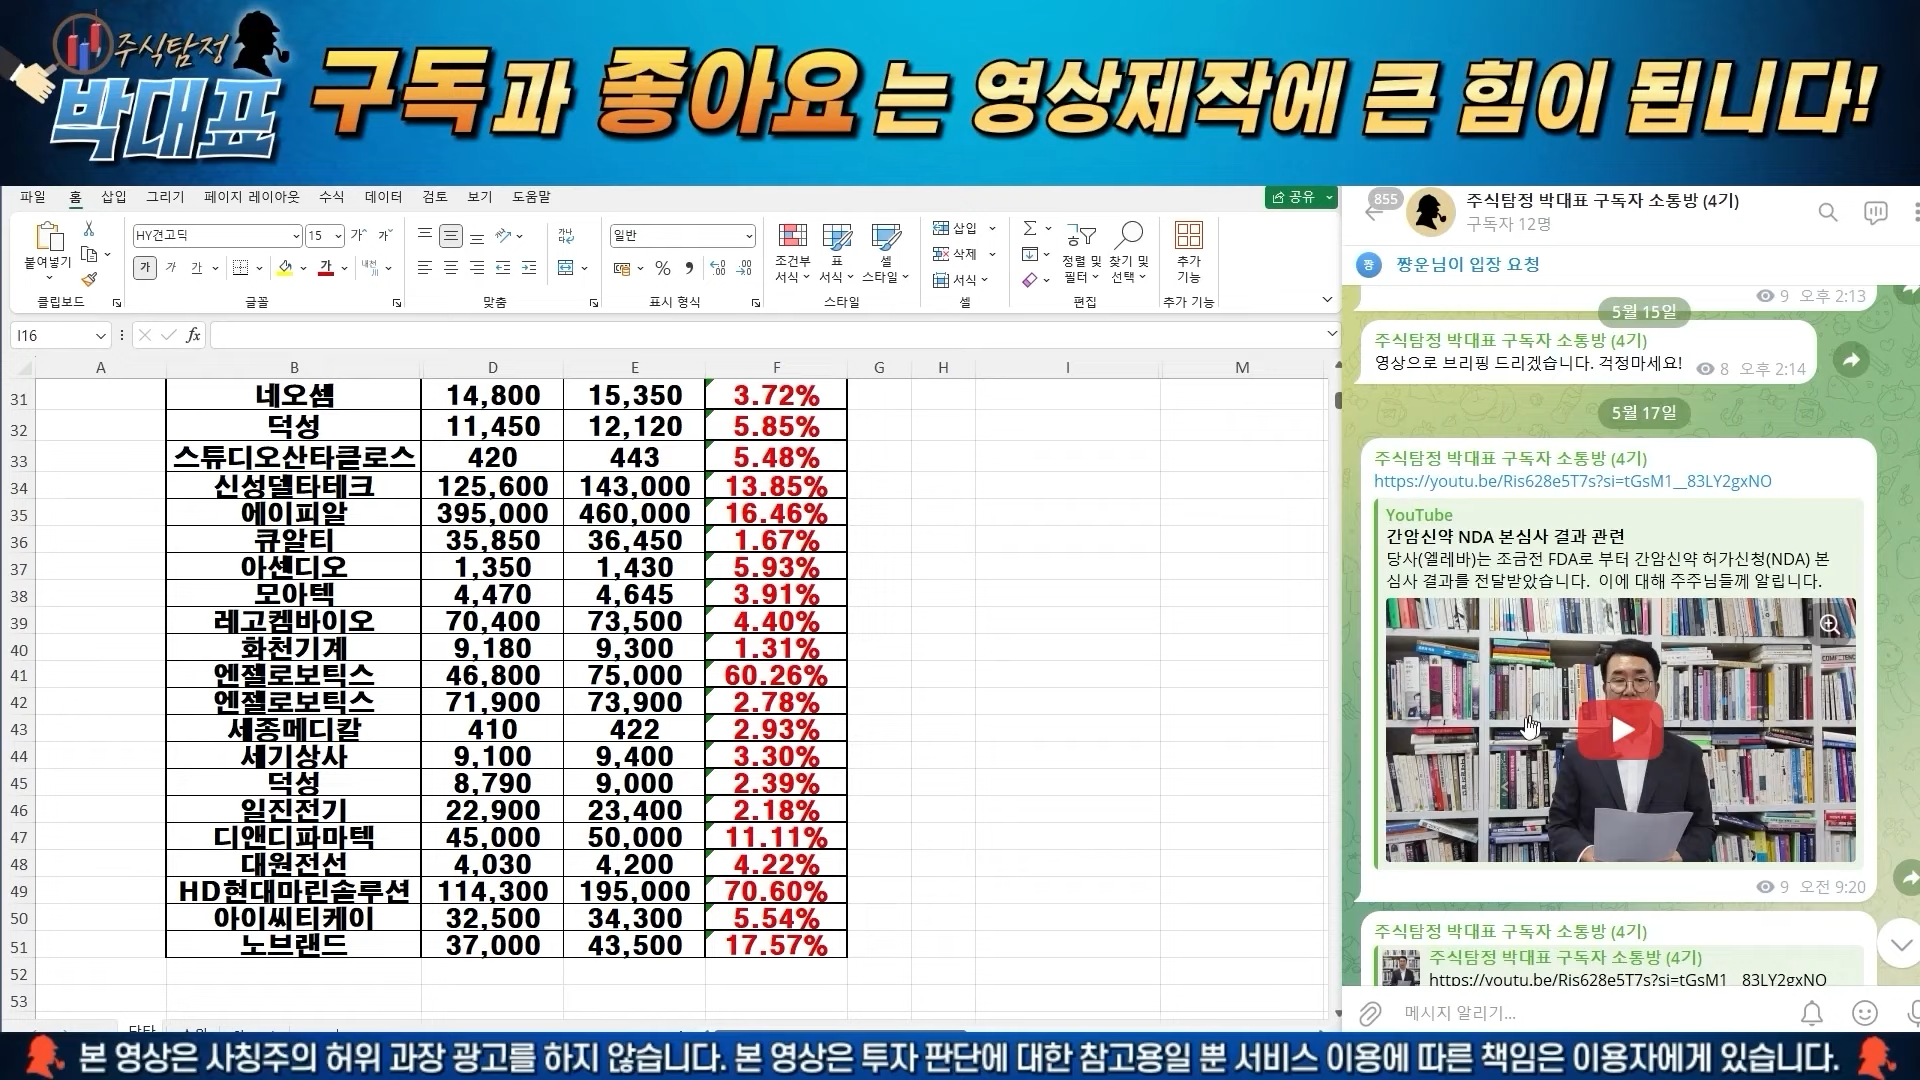 주식탐정
박대표
구독과 좋아요는 영상제작에 큰 힘이 됩니다!
파일 홈 삽입 그리기 페이지 레이아웃 수식 데이터 검토 보기 도움말 공유
붙여넣기
클립보드
HY견고딕 15
가 가 가
글꼴
맞춤
일반
표시 형식
조건부 서식
표 서식
셀 스타일
스타일
삽입
삭제
서식
셀
정렬 및 필터
찾기 및 선택
편집
추가 기능
추가 기능
I16 fx
A B D E F G H I M
31 네오셈 14,800 15,350 3.72%
32 덕성 11,450 12,120 5.85%
33 스튜디오산타클로스 420 443 5.48%
34 신성델타테크 125,600 143,000 13.85%
35 에이피알 395,000 460,000 16.46%
36 큐알티 35,850 36,450 1.67%
37 아센디오 1,350 1,430 5.93%
38 모아텍 4,470 4,645 3.91%
39 레고켐바이오 70,400 73,500 4.40%
40 화천기계 9,180 9,300 1.31%
41 엔젤로보틱스 46,800 75,000 60.26%
42 엔젤로보틱스 71,900 73,900 2.78%
43 세종메디칼 410 422 2.93%
44 세기상사 9,100 9,400 3.30%
45 덕성 8,790 9,000 2.39%
46 일진전기 22,900 23,400 2.18%
47 디앤디파마텍 45,000 50,000 11.11%
48 대원전선 4,030 4,200 4.22%
49 HD현대마린솔루션 114,300 195,000 70.60%
50 아이씨티케이 32,500 34,300 5.54%
51 노브랜드 37,000 43,500 17.57%
52
53
855
주식탐정 박대표 구독자 소통방 (4기)
구독자 12명
짱 짱운님이 입장 요청
9 오후 2:13
5월 15일
주식탐정 박대표 구독자 소통방 (4기)
영상으로 브리핑 드리겠습니다. 걱정마세요! 8 오후 2:14
5월 17일
주식탐정 박대표 구독자 소통방 (4기)
https://youtu.be/Ris628e5T7s?si=tGsM1__83LY2gxNO
YouTube
간암신약 NDA 본심사 결과 관련
당사(엘레바)는 조금전 FDA로 부터 간암신약 허가신청(NDA) 본
심사 결과를 전달받았습니다. 이에 대해 주주님들께 알립니다.
9 오전 9:20
주식탐정 박대표 구독자 소통방 (4기)
주식탐정 박대표 구독자 소통방 (4기)
https://youtu.be/Ris628e5T7s?si=tGsM1__83LY2gxNO
메시지 알리기...
본 영상은 사칭주의 허위 과장 광고를 하지 않습니다. 본 영상은 투자 판단에 대한 참고용일 뿐 서비스 이용에 따른 책임은 이용자에게 있습니다.